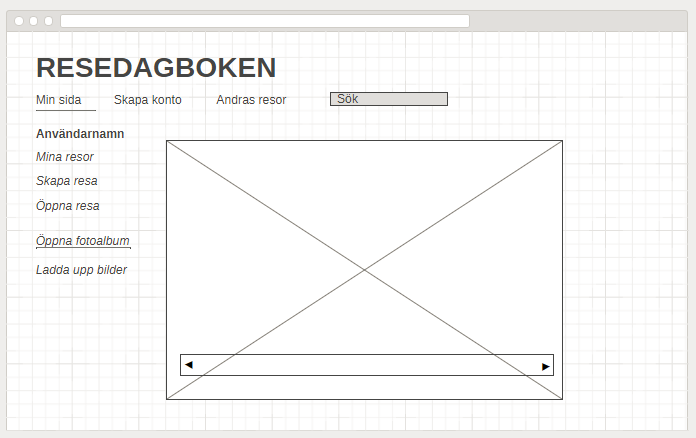 RESEDAGBOKEN
Min sida Skapa konto Andras resor Sök
Användarnamn
Mina resor
Skapa resa
Öppna resa
Öppna fotoalbum
Ladda upp bilder